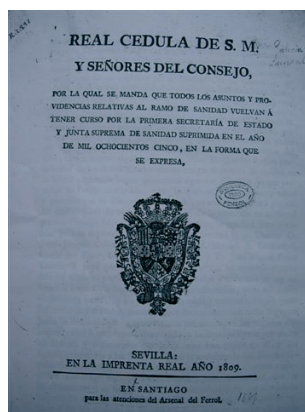 REAL CEDULA DE S. M.
Y SEÑORES DEL CONSEJO,
POR LA QUAL SE MANDA QUE TODOS LOS ASUNTOS Y PRO-
VIDENCIAS RELATIVAS AL RAMO DE SANIDAD VUELVAN Á
TENER CURSO POR LA PRIMERA SECRETARÍA DE ESTADO
Y JUNTA SUPREMA DE SANIDAD SUPRIMIDA EN EL AÑO
DE MIL OCHOCIENTOS CINCO, EN LA FORMA QUE
SE EXPRESA.
SEVILLA:
EN LA IMPRENTA REAL AÑO 1809.
EN SANTIAGO
para las atenciones del Arsenal del Ferrol.